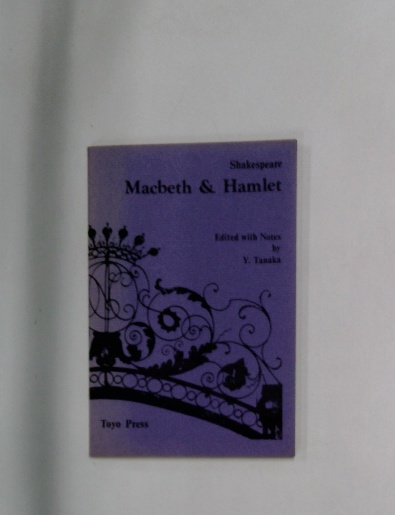 Shakespeare
Macbeth & Hamlet
Edited with Notes
by
Y. Tanaka
Toyo Press